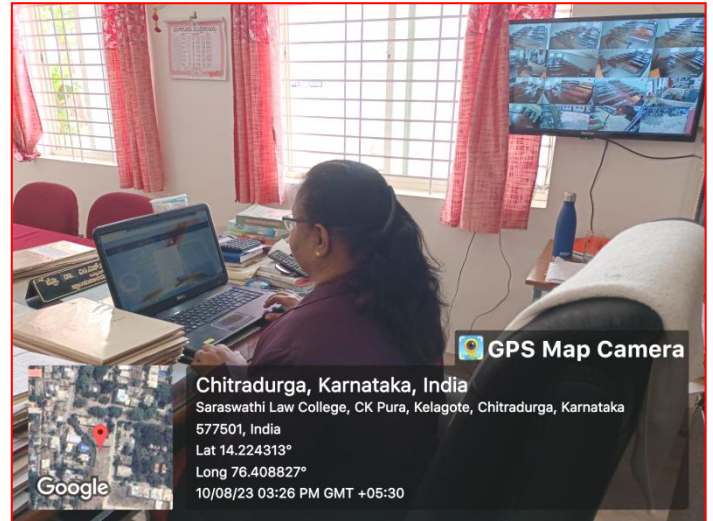 GPS Map Camera
Chitradurga, Karnataka, India
Saraswathi Law College, CK Pura, Kelagote, Chitradurga, Karnataka
577501, India
Lat 14.224313°
Long 76.408827°
10/08/23 03:26 PM GMT +05:30
Google